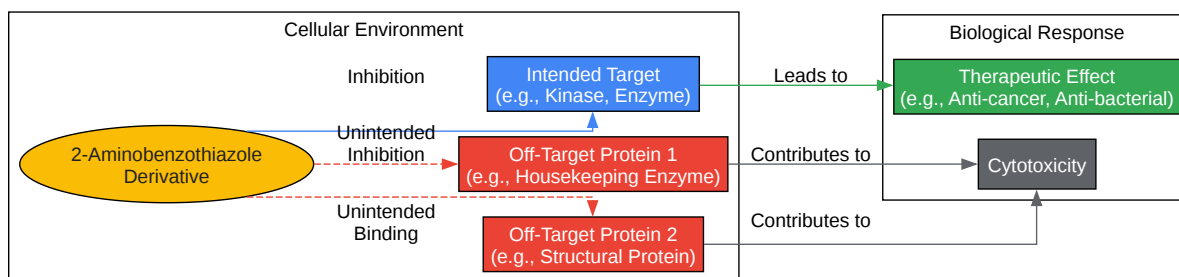 Cellular Environment
Biological Response
Inhibition
Intended Target
(e.g., Kinase, Enzyme)
Leads to
Therapeutic Effect
(e.g., Anti-cancer, Anti-bacterial)
2-Aminobenzothiazole
Derivative
Unintended
Inhibition
Off-Target Protein 1
(e.g., Housekeeping Enzyme)
Contributes to
Cytotoxicity
Unintended
Binding
Off-Target Protein 2
(e.g., Structural Protein)
Contributes to